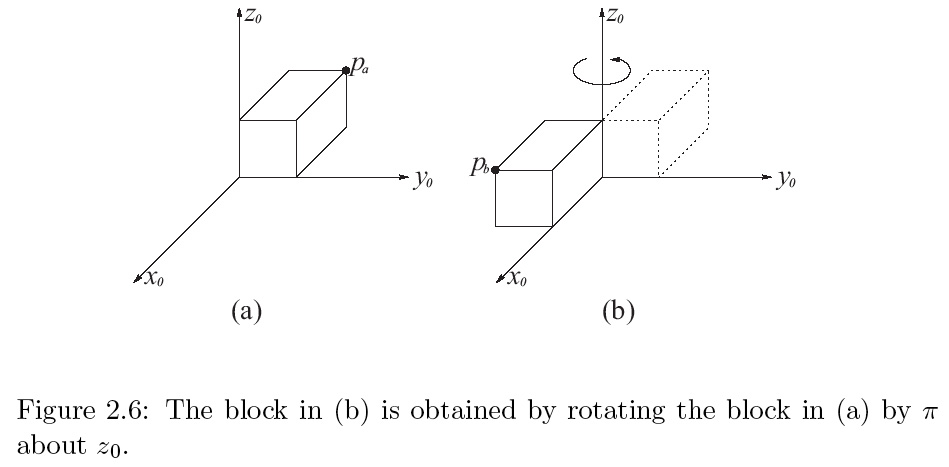 z₀
z₀
pₐ
p_b
y₀
y₀
x₀
x₀
(a)
(b)
Figure 2.6: The block in (b) is obtained by rotating the block in (a) by π
about z₀.